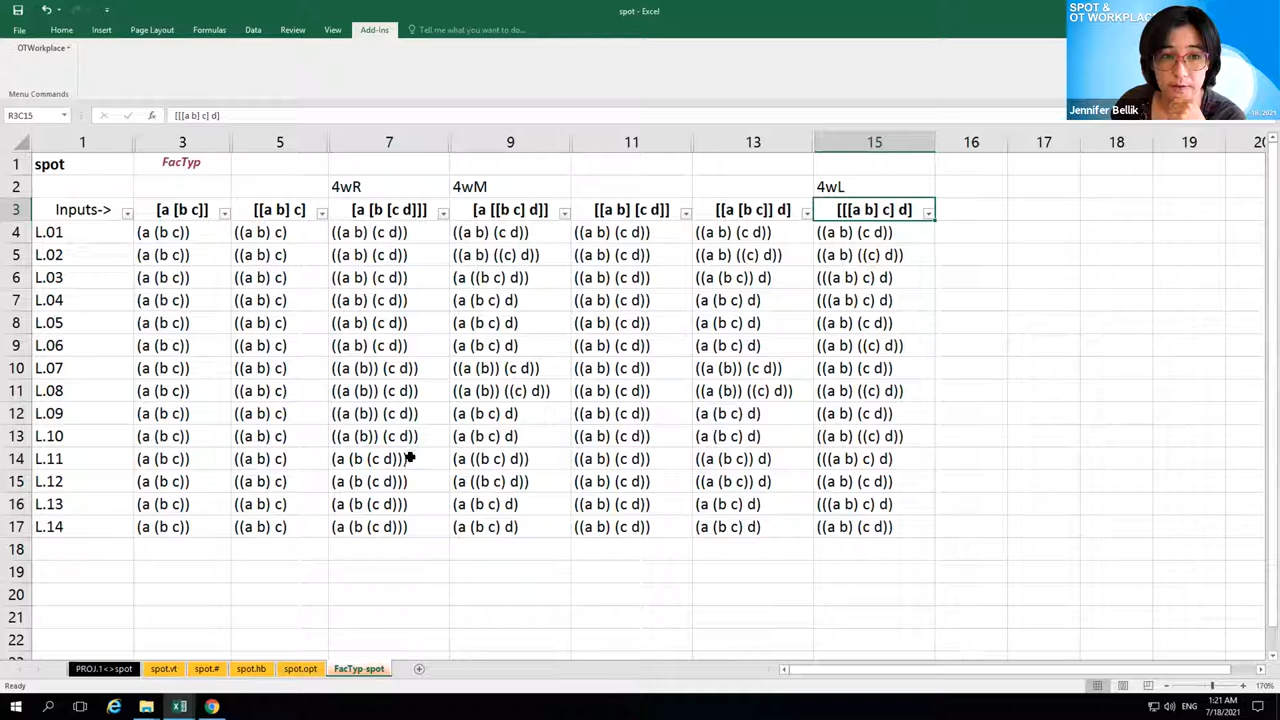 spot - Excel
SPOT &
OT WORKPLACE
File Home Insert Page Layout Formulas Data Review View Add-ins Tell me what you want to do...
OTWorkplace
Menu Commands
Jennifer Bellik
-18, 2021
R3C15 fx [[[a b] c] d]
1 3 5 7 9 11 13 15 16 17 18 19 20
1 spot FacTyp
2 4wR 4wM 4wL
3 Inputs-> [a [b c]] [[a b] c] [a [b [c d]]] [a [[b c] d]] [[a b] [c d]] [[a [b c]] d] [[[a b] c] d]
4 L.01 (a (b c)) ((a b) c) ((a b) (c d)) ((a b) (c d)) ((a b) (c d)) ((a b) (c d)) ((a b) (c d))
5 L.02 (a (b c)) ((a b) c) ((a b) (c d)) ((a b) ((c) d)) ((a b) (c d)) ((a b) ((c) d)) ((a b) ((c) d))
6 L.03 (a (b c)) ((a b) c) ((a b) (c d)) (a ((b c) d)) ((a b) (c d)) ((a (b c)) d) (((a b) c) d)
7 L.04 (a (b c)) ((a b) c) ((a b) (c d)) (a (b c) d) ((a b) (c d)) (a (b c) d) (((a b) c) d)
8 L.05 (a (b c)) ((a b) c) ((a b) (c d)) (a (b c) d) ((a b) (c d)) (a (b c) d) ((a b) (c d))
9 L.06 (a (b c)) ((a b) c) ((a b) (c d)) (a (b c) d) ((a b) (c d)) (a (b c) d) ((a b) ((c) d))
10 L.07 (a (b c)) ((a b) c) ((a (b)) (c d)) ((a (b)) (c d)) ((a b) (c d)) ((a (b)) (c d)) ((a b) (c d))
11 L.08 (a (b c)) ((a b) c) ((a (b)) (c d)) ((a (b)) ((c) d)) ((a b) (c d)) ((a (b)) ((c) d)) ((a b) ((c) d))
12 L.09 (a (b c)) ((a b) c) ((a (b)) (c d)) (a (b c) d) ((a b) (c d)) (a (b c) d) ((a b) (c d))
13 L.10 (a (b c)) ((a b) c) ((a (b)) (c d)) (a (b c) d) ((a b) (c d)) (a (b c) d) ((a b) ((c) d))
14 L.11 (a (b c)) ((a b) c) (a (b (c d))) (a ((b c) d)) ((a b) (c d)) ((a (b c)) d) (((a b) c) d)
15 L.12 (a (b c)) ((a b) c) (a (b (c d))) (a ((b c) d)) ((a b) (c d)) ((a (b c)) d) ((a b) (c d))
16 L.13 (a (b c)) ((a b) c) (a (b (c d))) (a (b c) d) ((a b) (c d)) (a (b c) d) (((a b) c) d)
17 L.14 (a (b c)) ((a b) c) (a (b (c d))) (a (b c) d) ((a b) (c d)) (a (b c) d) ((a b) (c d))
18
19
20
21
22
PROJ.1<>spot spot.vt spot.# spot.hb spot.opt FacTyp-spot
Ready 170%
ENG 1:21 AM
7/18/2021